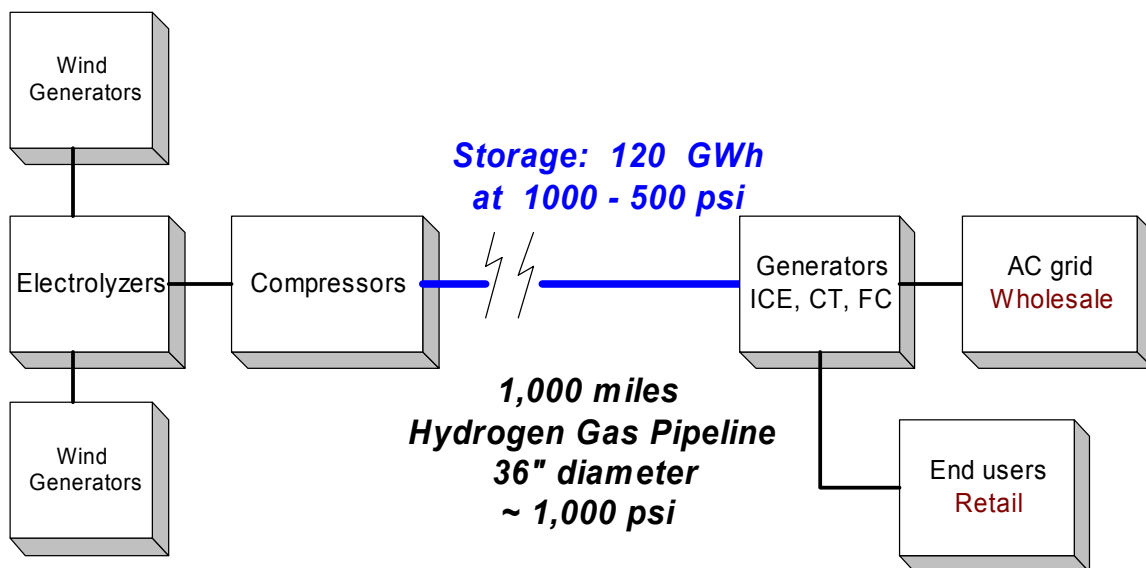 Wind
Generators
Storage: 120 GWh
at 1000 - 500 psi
Electrolyzers
Compressors
Generators
ICE, CT, FC
AC grid
Wholesale
1,000 miles
Hydrogen Gas Pipeline
36" diameter
~ 1,000 psi
Wind
Generators
End users
Retail